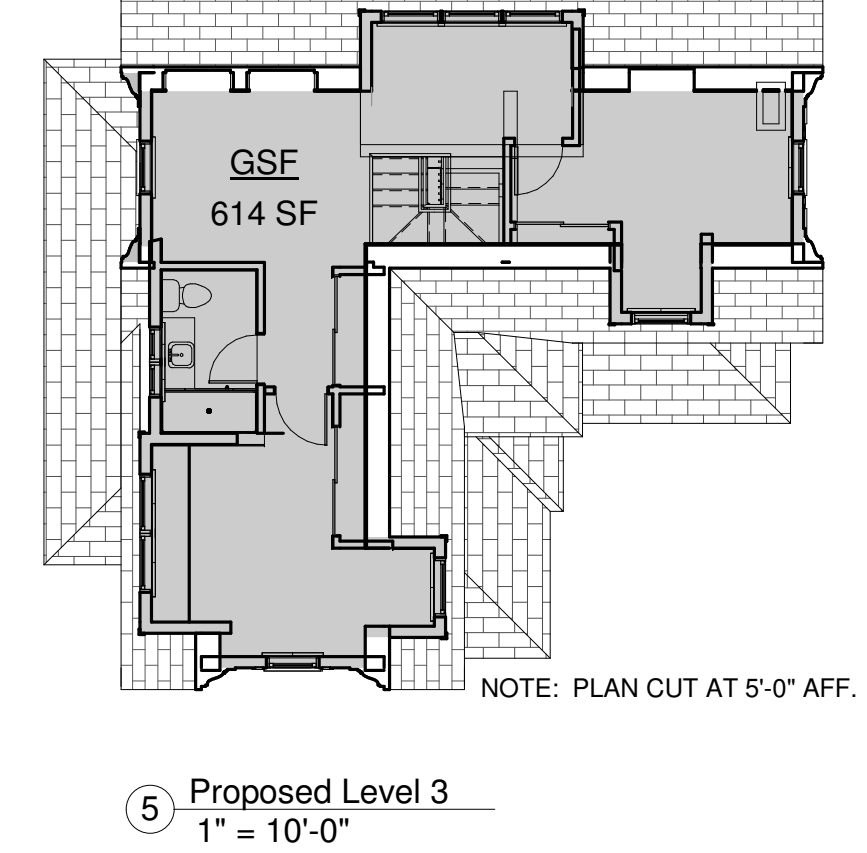 GSF
614 SF
NOTE: PLAN CUT AT 5'-0" AFF.
5
Proposed Level 3
1" = 10'-0"